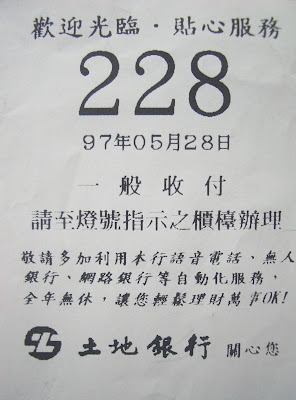 歡迎光臨·貼心服務
228
97年05月28日
一般收付
請至燈號指示之櫃檯辦理
敬請多加利用本行語音電話、無人
銀行、網路銀行等自動化服務，
全年無休，讓您輕鬆理財萬事OK!
土地銀行 關心您